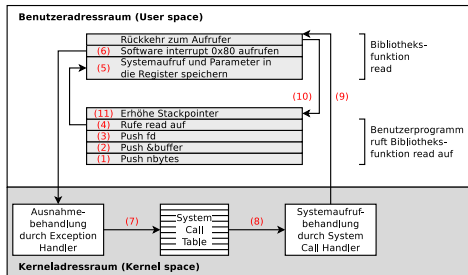 Benutzeradressraum (User space)
Rückkehr zum Aufrufer
(6) Software interrupt 0x80 aufrufen
(5) Systemaufruf und Parameter in
die Register speichern
Bibliotheks-
funktion
read
(10)
(9)
(11) Erhöhe Stackpointer
(4) Rufe read auf
(3) Push fd
(2) Push &buffer
(1) Push nbytes
Benutzerprogramm
ruft Bibliotheks-
funktion read auf
Ausnahme-
behandlung
durch Exception
Handler
(7)
System
Call
Table
(8)
Systemaufruf-
behandlung
durch System
Call Handler
Kerneladressraum (Kernel space)